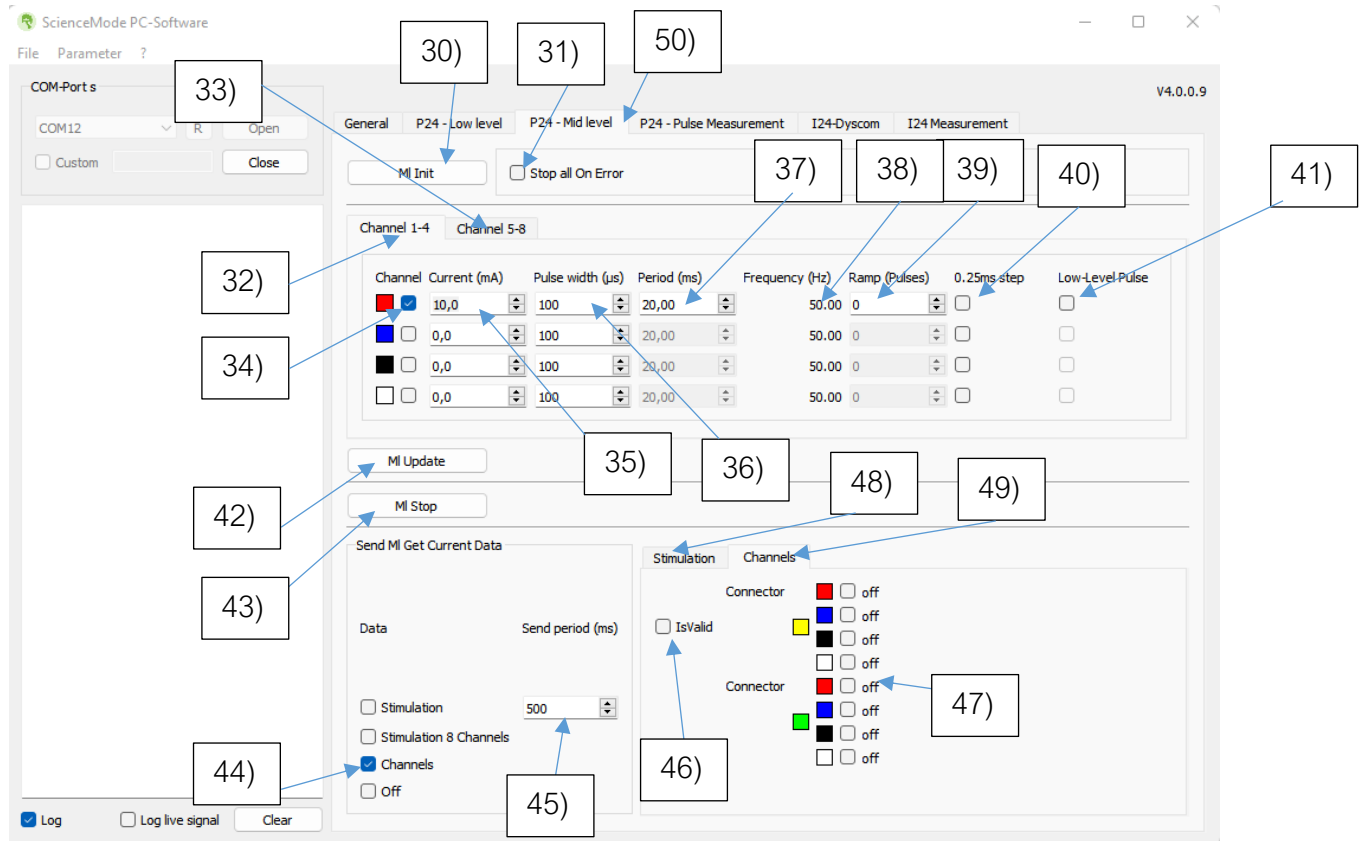 ScienceMode PC-Software
File Parameter ?
30)
31)
50)
33)
COM-Port s
V4.0.0.9
COM12 R Open
General P24 - Low level P24 - Mid level P24 - Pulse Measurement I24-Dyscom I24 Measurement
Custom Close
Ml Init Stop all On Error
37)
38)
39)
40)
41)
Channel 1-4 Channel 5-8
32)
Channel Current (mA) Pulse width (µs) Period (ms) Frequency (Hz) Ramp (Pulses) 0.25ms step Low-Level Pulse
10,0 100 20,00 50.00 0
0,0 100 20,00 50.00 0
34)
0,0 100 20,00 50.00 0
0,0 100 20,00 50.00 0
Ml Update
35)
36)
48)
49)
42)
Ml Stop
Send Ml Get Current Data
Stimulation Channels
43)
Connector off
off
Data Send period (ms) IsValid
off
off
Connector off
47)
Stimulation 500 off
Stimulation 8 Channels off
44)
Channels off
46)
Off
45)
Log Log live signal Clear